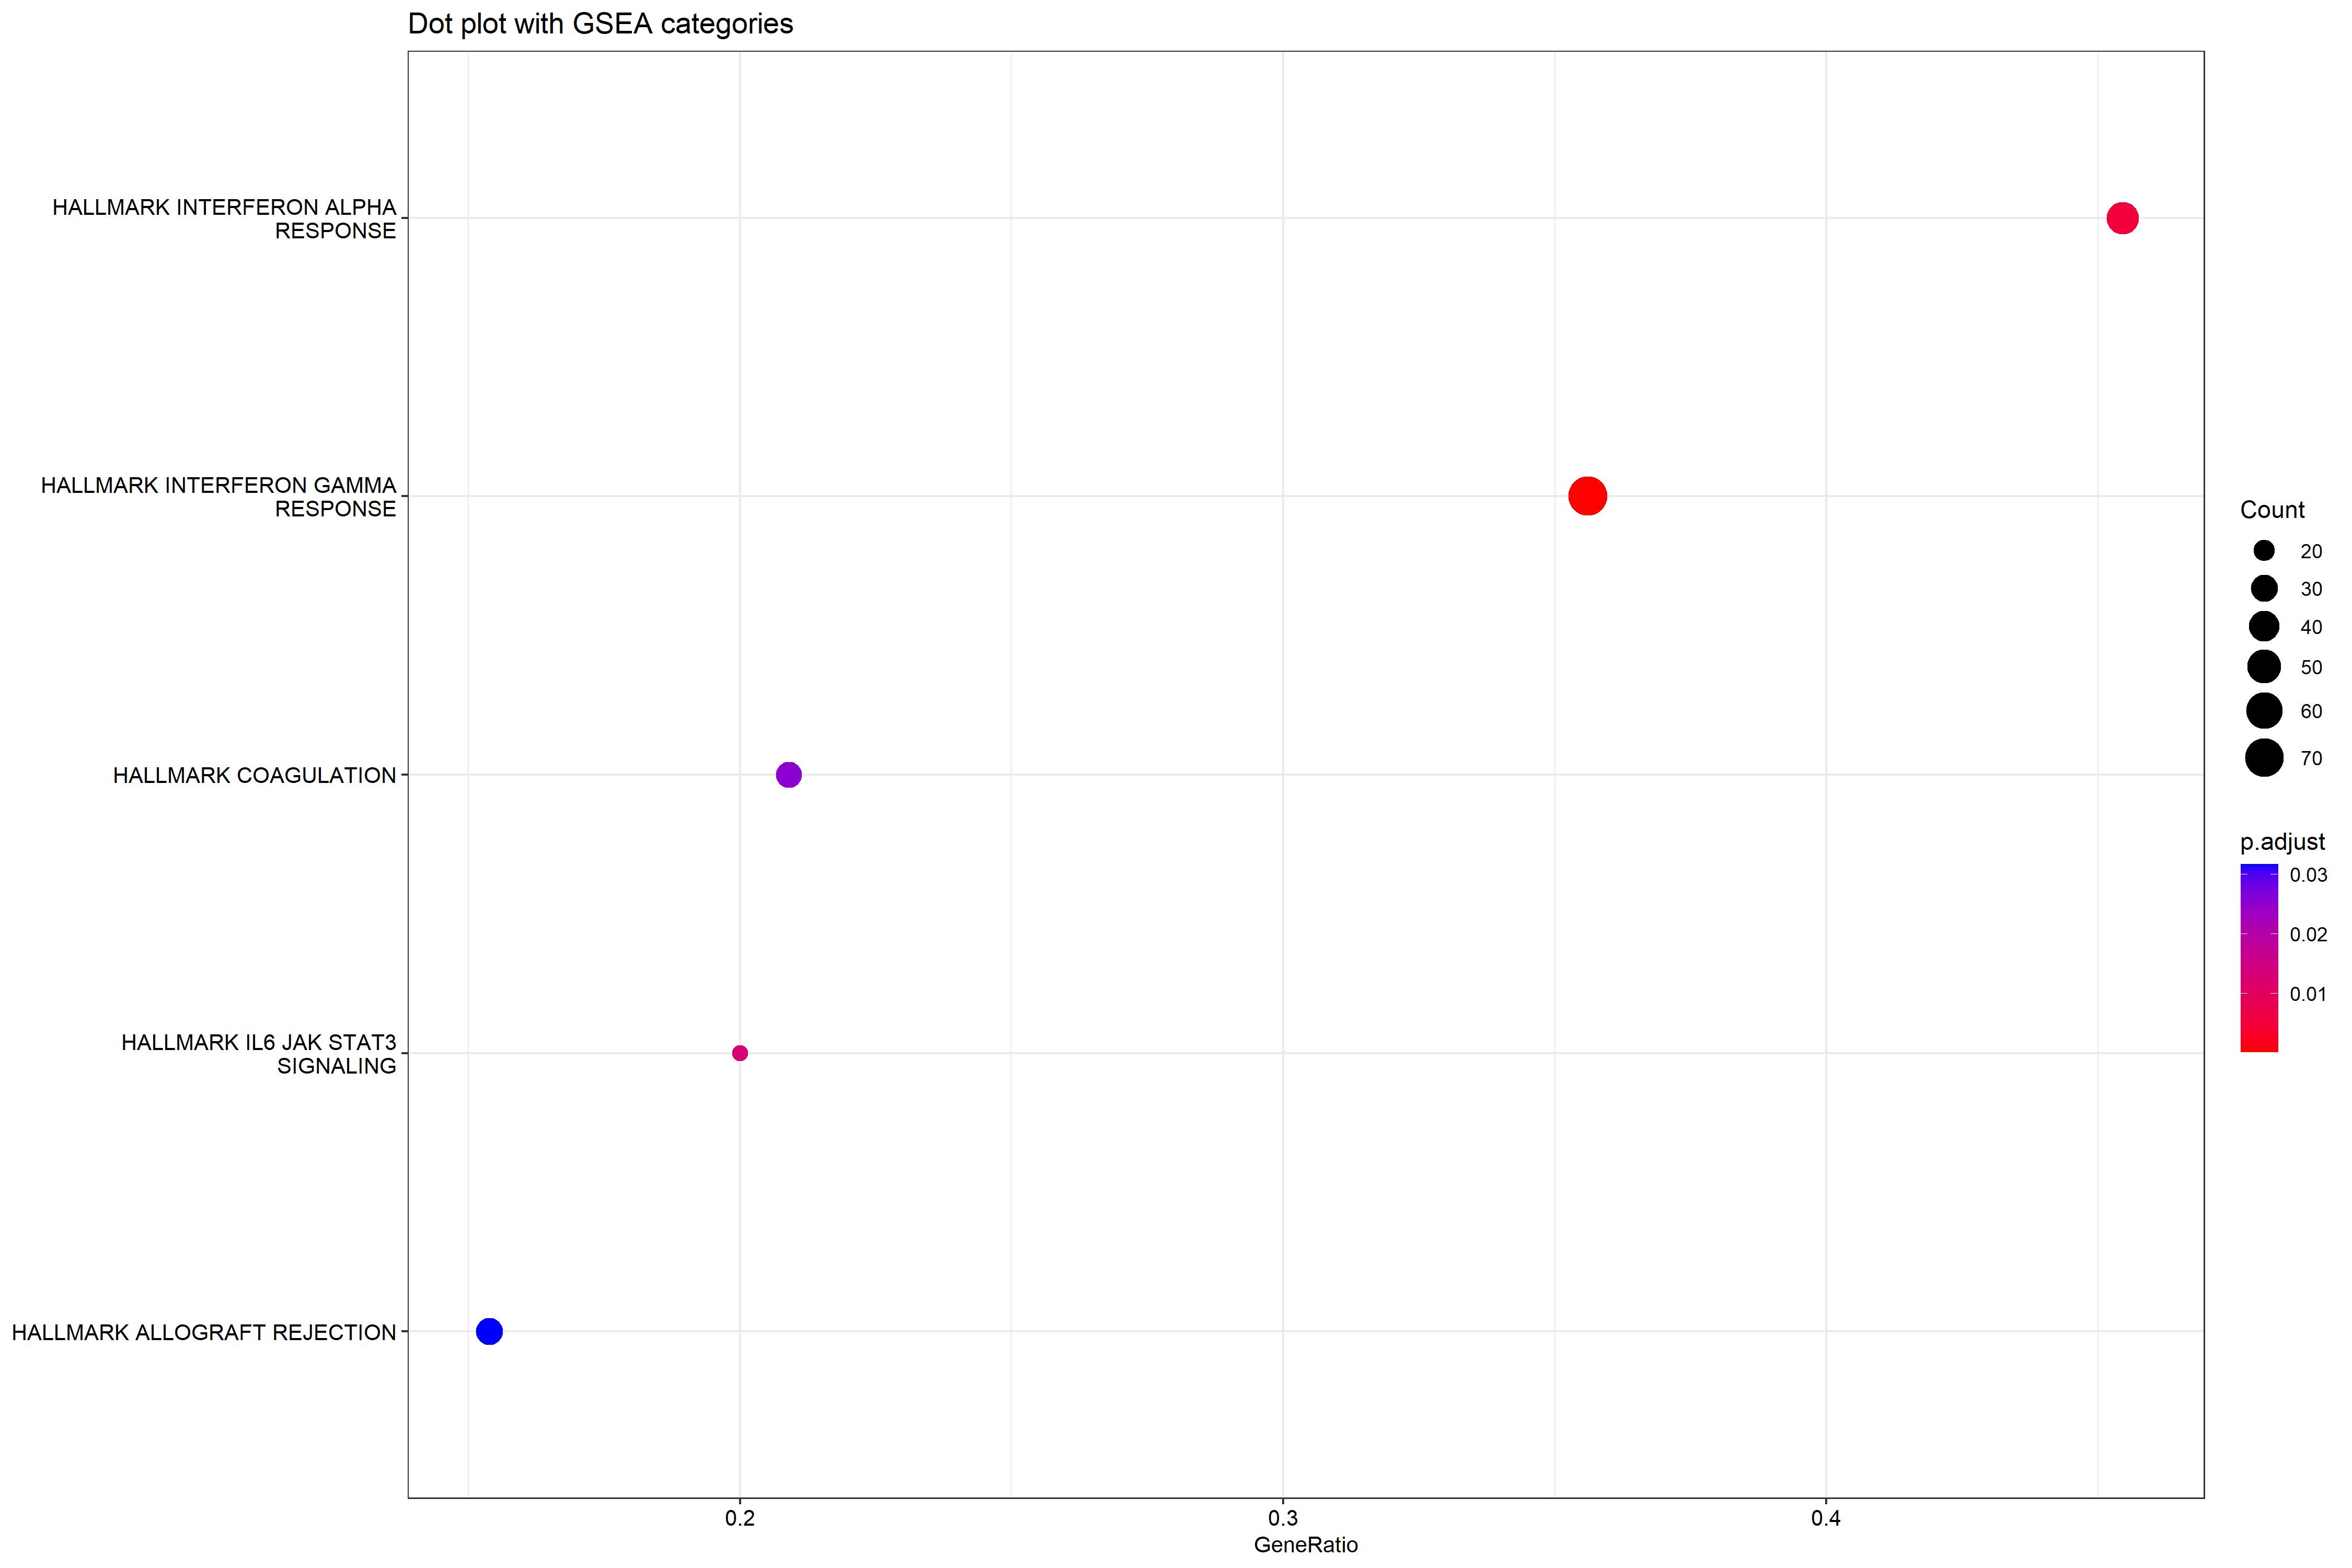 Dot plot with GSEA categories
HALLMARK INTERFERON ALPHA
RESPONSE
HALLMARK INTERFERON GAMMA
RESPONSE
HALLMARK COAGULATION
HALLMARK IL6 JAK STAT3
SIGNALING
HALLMARK ALLOGRAFT REJECTION
0.2
0.3
0.4
GeneRatio
Count
20
30
40
50
60
70
p.adjust
0.03
0.02
0.01